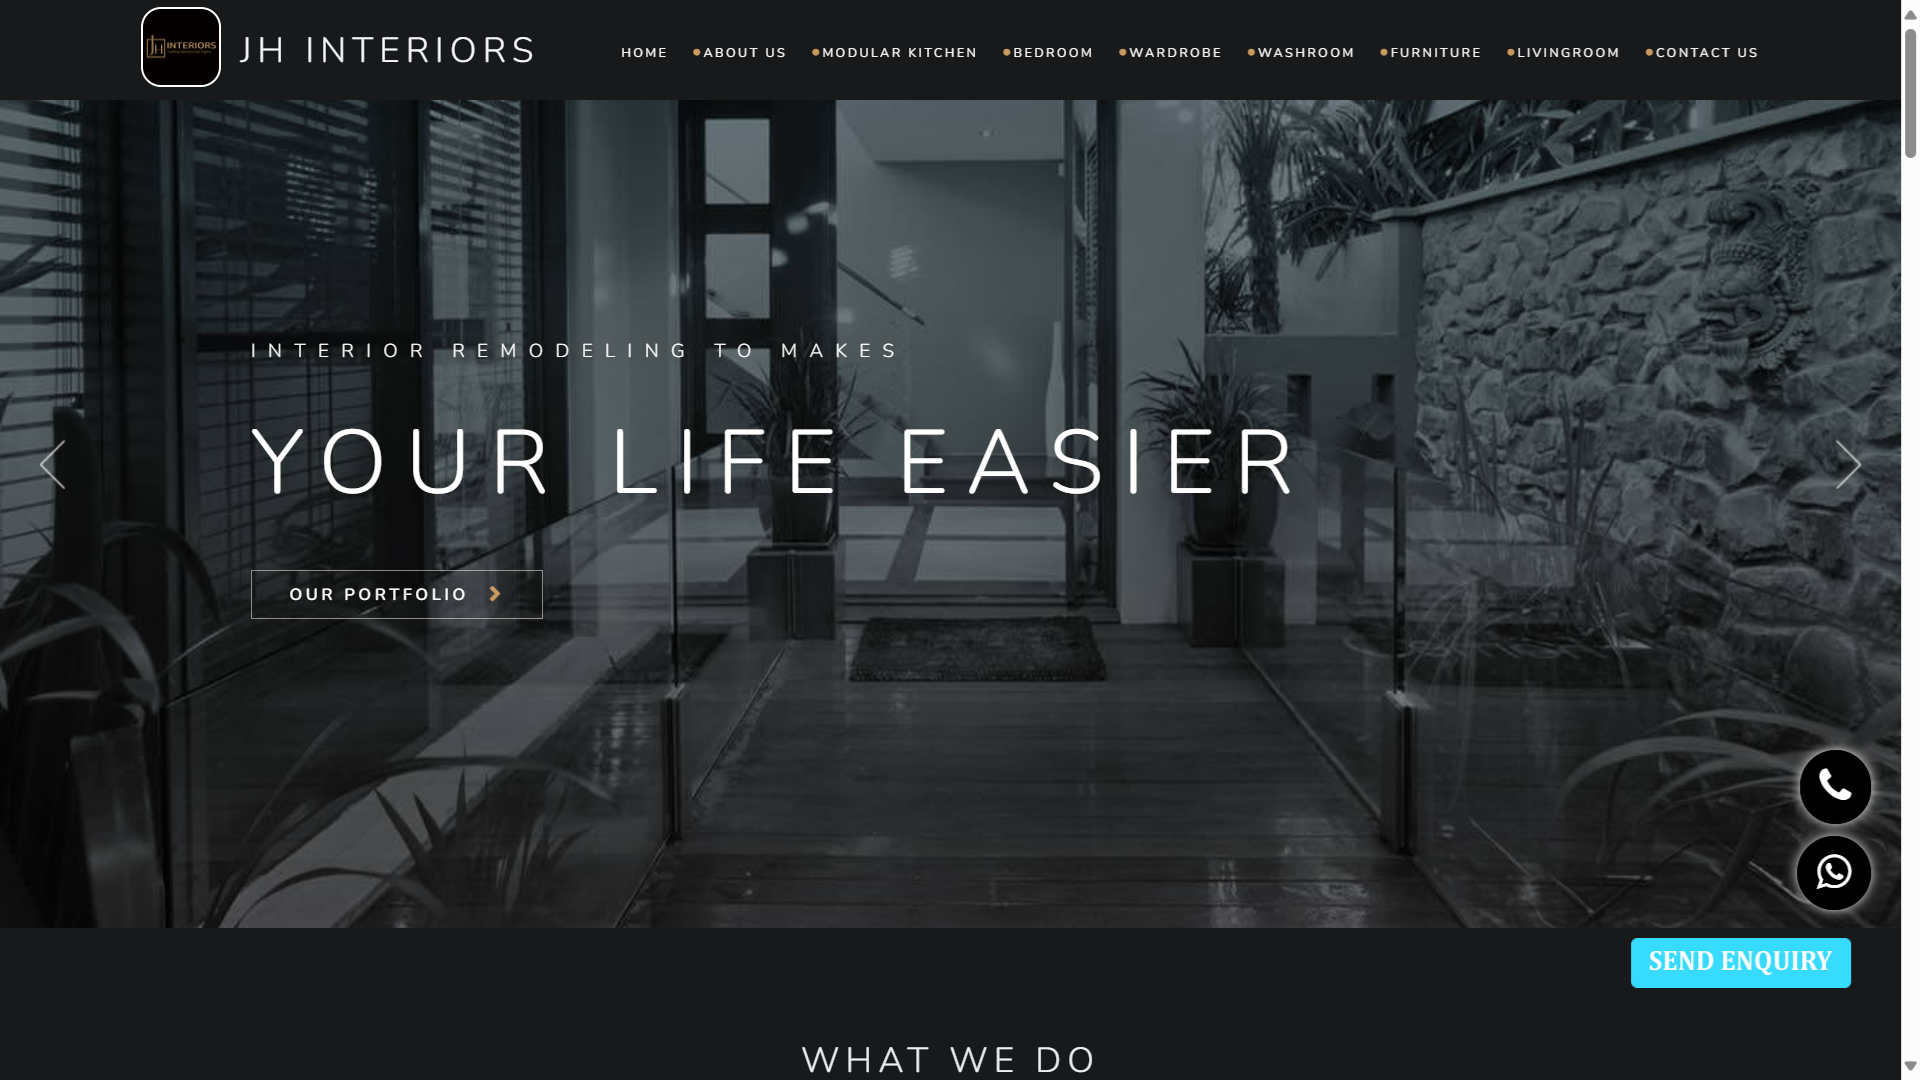 INTERIORS
JH INTERIORS
HOME
ABOUT US
MODULAR KITCHEN
BEDROOM
WARDROBE
WASHROOM
FURNITURE
LIVINGROOM
CONTACT US
INTERIOR REMODELING TO MAKES
YOUR LIFE EASIER
OUR PORTFOLIO
SEND ENQUIRY
WHAT WE DO